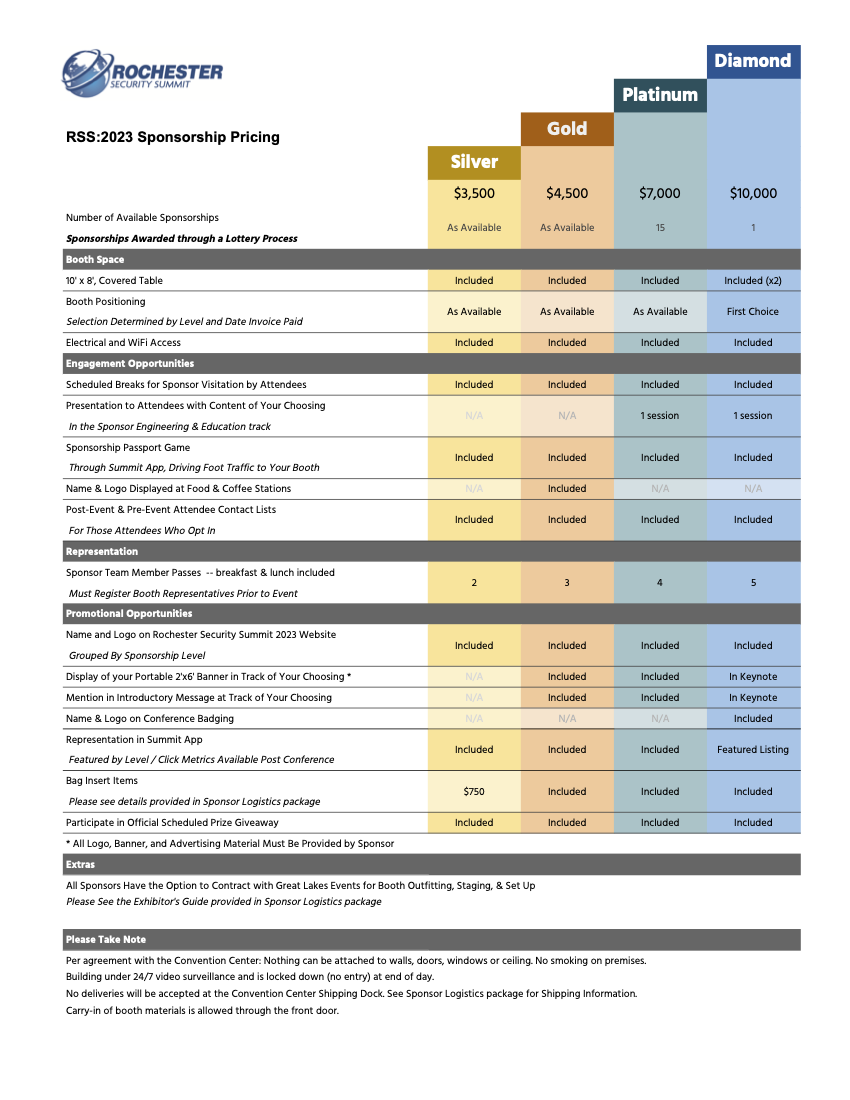 Diamond
ROCHESTER
SECURITY SUMMIT
Platinum
Gold
RSS:2023 Sponsorship Pricing
Silver
$3,500 $4,500 $7,000 $10,000
Number of Available Sponsorships
As Available As Available 15 1
Sponsorships Awarded through a Lottery Process
Booth Space
10' x 8', Covered Table Included Included Included Included (x2)
Booth Positioning
As Available As Available As Available First Choice
Selection Determined by Level and Date Invoice Paid
Electrical and WiFi Access Included Included Included Included
Engagement Opportunities
Scheduled Breaks for Sponsor Visitation by Attendees Included Included Included Included
Presentation to Attendees with Content of Your Choosing
N/A N/A 1 session 1 session
In the Sponsor Engineering & Education track
Sponsorship Passport Game
Included Included Included Included
Through Summit App, Driving Foot Traffic to Your Booth
Name & Logo Displayed at Food & Coffee Stations N/A Included N/A N/A
Post-Event & Pre-Event Attendee Contact Lists
Included Included Included Included
For Those Attendees Who Opt In
Representation
Sponsor Team Member Passes -- breakfast & lunch included
2 3 4 5
Must Register Booth Representatives Prior to Event
Promotional Opportunities
Name and Logo on Rochester Security Summit 2023 Website
Included Included Included Included
Grouped By Sponsorship Level
Display of your Portable 2'x6' Banner in Track of Your Choosing * N/A Included Included In Keynote
Mention in Introductory Message at Track of Your Choosing N/A Included Included In Keynote
Name & Logo on Conference Badging N/A N/A N/A Included
Representation in Summit App
Included Included Included Featured Listing
Featured by Level / Click Metrics Available Post Conference
Bag Insert Items
$750 Included Included Included
Please see details provided in Sponsor Logistics package
Participate in Official Scheduled Prize Giveaway Included Included Included Included
* All Logo, Banner, and Advertising Material Must Be Provided by Sponsor
Extras
All Sponsors Have the Option to Contract with Great Lakes Events for Booth Outfitting, Staging, & Set Up
Please See the Exhibitor's Guide provided in Sponsor Logistics package
Please Take Note
Per agreement with the Convention Center: Nothing can be attached to walls, doors, windows or ceiling. No smoking on premises.
Building under 24/7 video surveillance and is locked down (no entry) at end of day.
No deliveries will be accepted at the Convention Center Shipping Dock. See Sponsor Logistics package for Shipping Information.
Carry-in of booth materials is allowed through the front door.